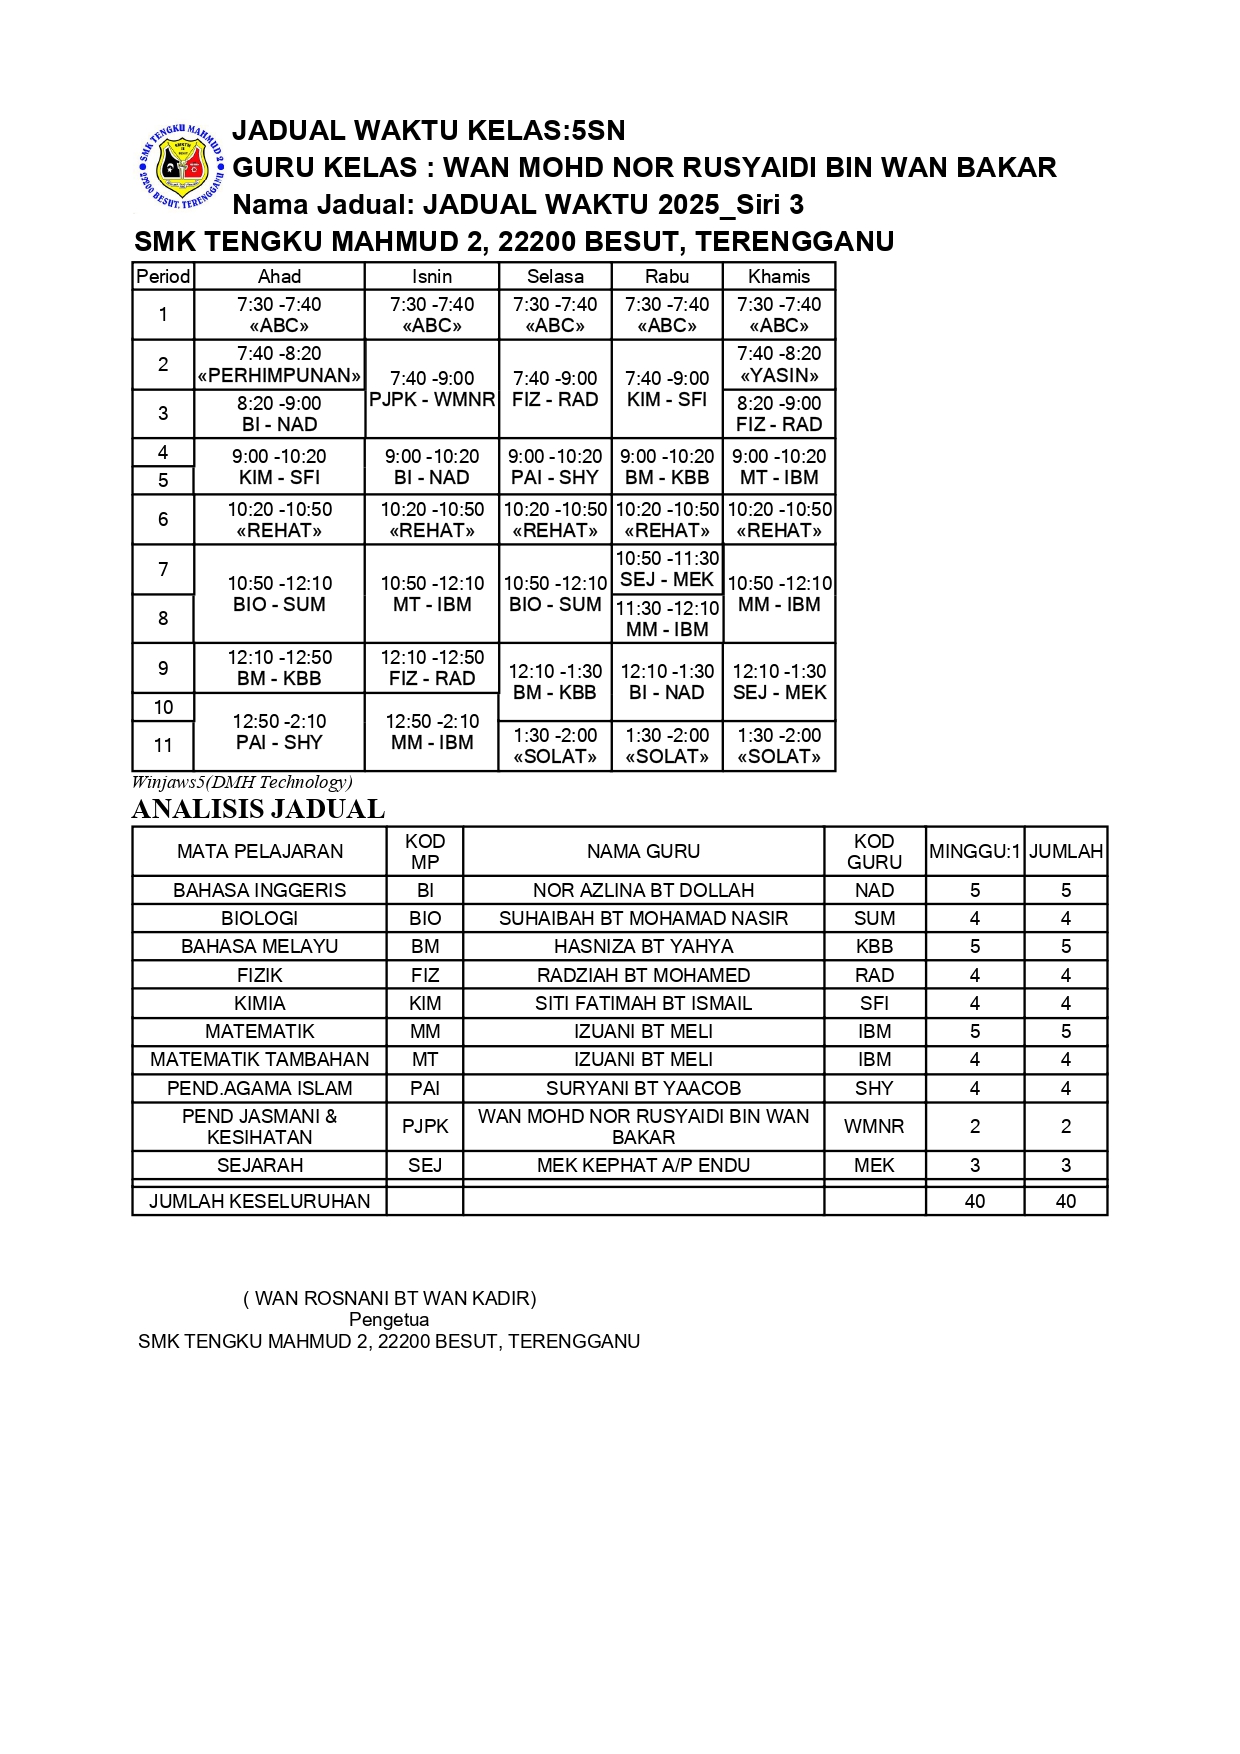 SMK TENGKU MAHMUD 2
22200 BESUT, TERENGGANU
JADUAL WAKTU KELAS:5SN
GURU KELAS : WAN MOHD NOR RUSYAIDI BIN WAN BAKAR
Nama Jadual: JADUAL WAKTU 2025_Siri 3
SMK TENGKU MAHMUD 2, 22200 BESUT, TERENGGANU
Period Ahad Isnin Selasa Rabu Khamis
1
7:30 -7:40 7:30 -7:40 7:30 -7:40 7:30 -7:40 7:30 -7:40
«ABC» «ABC» «ABC» «ABC» «ABC»
2
7:40 -8:20
«PERHIMPUNAN»
7:40 -9:00
PJPK - WMNR
7:40 -9:00
FIZ - RAD
7:40 -9:00
KIM - SFI
7:40 -8:20
«YASIN»
3
8:20 -9:00
BI - NAD
8:20 -9:00
FIZ - RAD
4
9:00 -10:20 9:00 -10:20 9:00 -10:20 9:00 -10:20 9:00 -10:20
KIM - SFI BI - NAD PAI - SHY BM - KBB MT - IBM
5
6
10:20 -10:50 10:20 -10:50 10:20 -10:50 10:20 -10:50 10:20 -10:50
«REHAT» «REHAT» «REHAT» «REHAT» «REHAT»
7
10:50 -12:10
BIO - SUM
10:50 -12:10
MT - IBM
10:50 -12:10
BIO - SUM
10:50 -11:30
SEJ - MEK
10:50 -12:10
MM - IBM
8
11:30 -12:10
MM - IBM
9
12:10 -12:50
BM - KBB
12:10 -12:50
FIZ - RAD
12:10 -1:30
BM - KBB
12:10 -1:30
BI - NAD
12:10 -1:30
SEJ - MEK
10
12:50 -2:10
PAI - SHY
12:50 -2:10
MM - IBM
11
1:30 -2:00 1:30 -2:00 1:30 -2:00
«SOLAT» «SOLAT» «SOLAT»
Winjaws5(DMH Technology)
ANALISIS JADUAL
MATA PELAJARAN KOD MP NAMA GURU KOD GURU MINGGU:1 JUMLAH
BAHASA INGGERIS BI NOR AZLINA BT DOLLAH NAD 5 5
BIOLOGI BIO SUHAIBAH BT MOHAMAD NASIR SUM 4 4
BAHASA MELAYU BM HASNIZA BT YAHYA KBB 5 5
FIZIK FIZ RADZIAH BT MOHAMED RAD 4 4
KIMIA KIM SITI FATIMAH BT ISMAIL SFI 4 4
MATEMATIK MM IZUANI BT MELI IBM 5 5
MATEMATIK TAMBAHAN MT IZUANI BT MELI IBM 4 4
PEND.AGAMA ISLAM PAI SURYANI BT YAACOB SHY 4 4
PEND JASMANI & KESIHATAN PJPK WAN MOHD NOR RUSYAIDI BIN WAN BAKAR WMNR 2 2
SEJARAH SEJ MEK KEPHAT A/P ENDU MEK 3 3
JUMLAH KESELURUHAN 40 40
( WAN ROSNANI BT WAN KADIR)
Pengetua
SMK TENGKU MAHMUD 2, 22200 BESUT, TERENGGANU